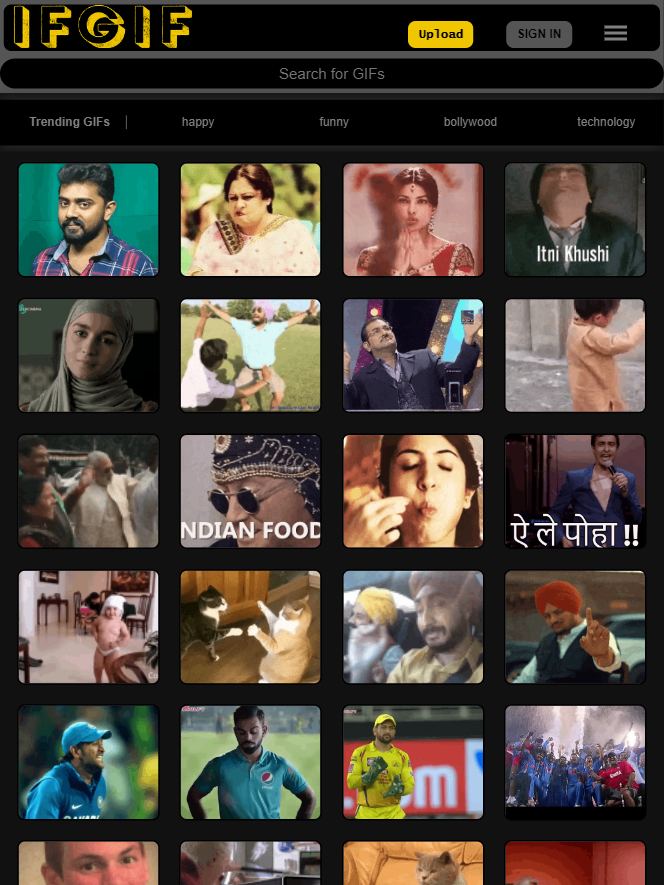 IFGIF
Upload
SIGN IN
Search for GIFs
Trending GIFs
happy
funny
bollywood
technology
Itni Khushi
NDIAN FOOD
ऐ ले पोहा !!